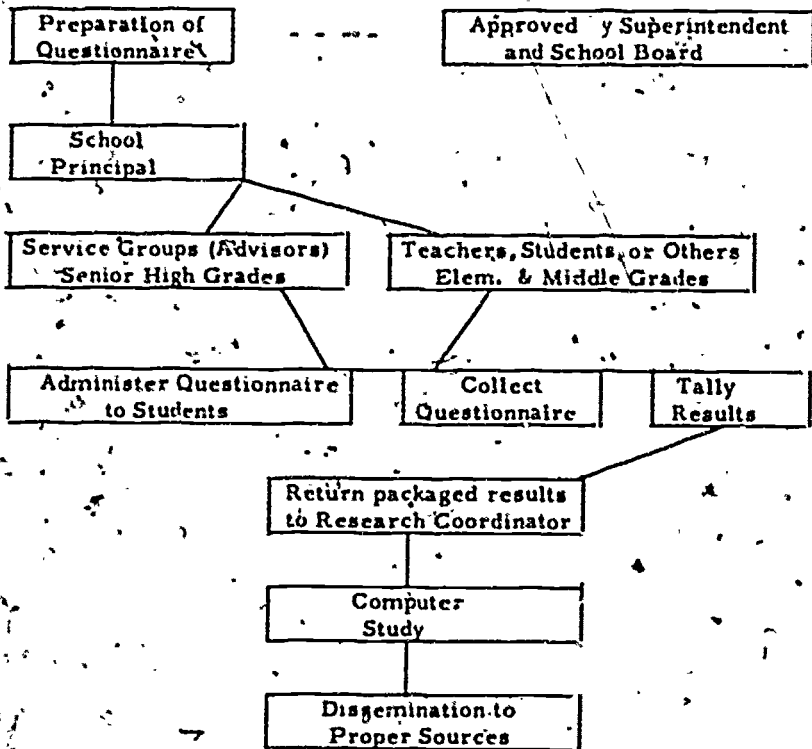 Preparation of
Questionnaire
Approved y Superintendent
and School Board
School
Principal
Service Groups (Advisors)
Senior High Grades
Teachers, Students, or Others
Elem. & Middle Grades
Administer Questionnaire
to Students
Collect
Questionnaire
Tally
Results
Return packaged results
to Research Coordinator
Computer
Study
Dissemination to
Proper Sources